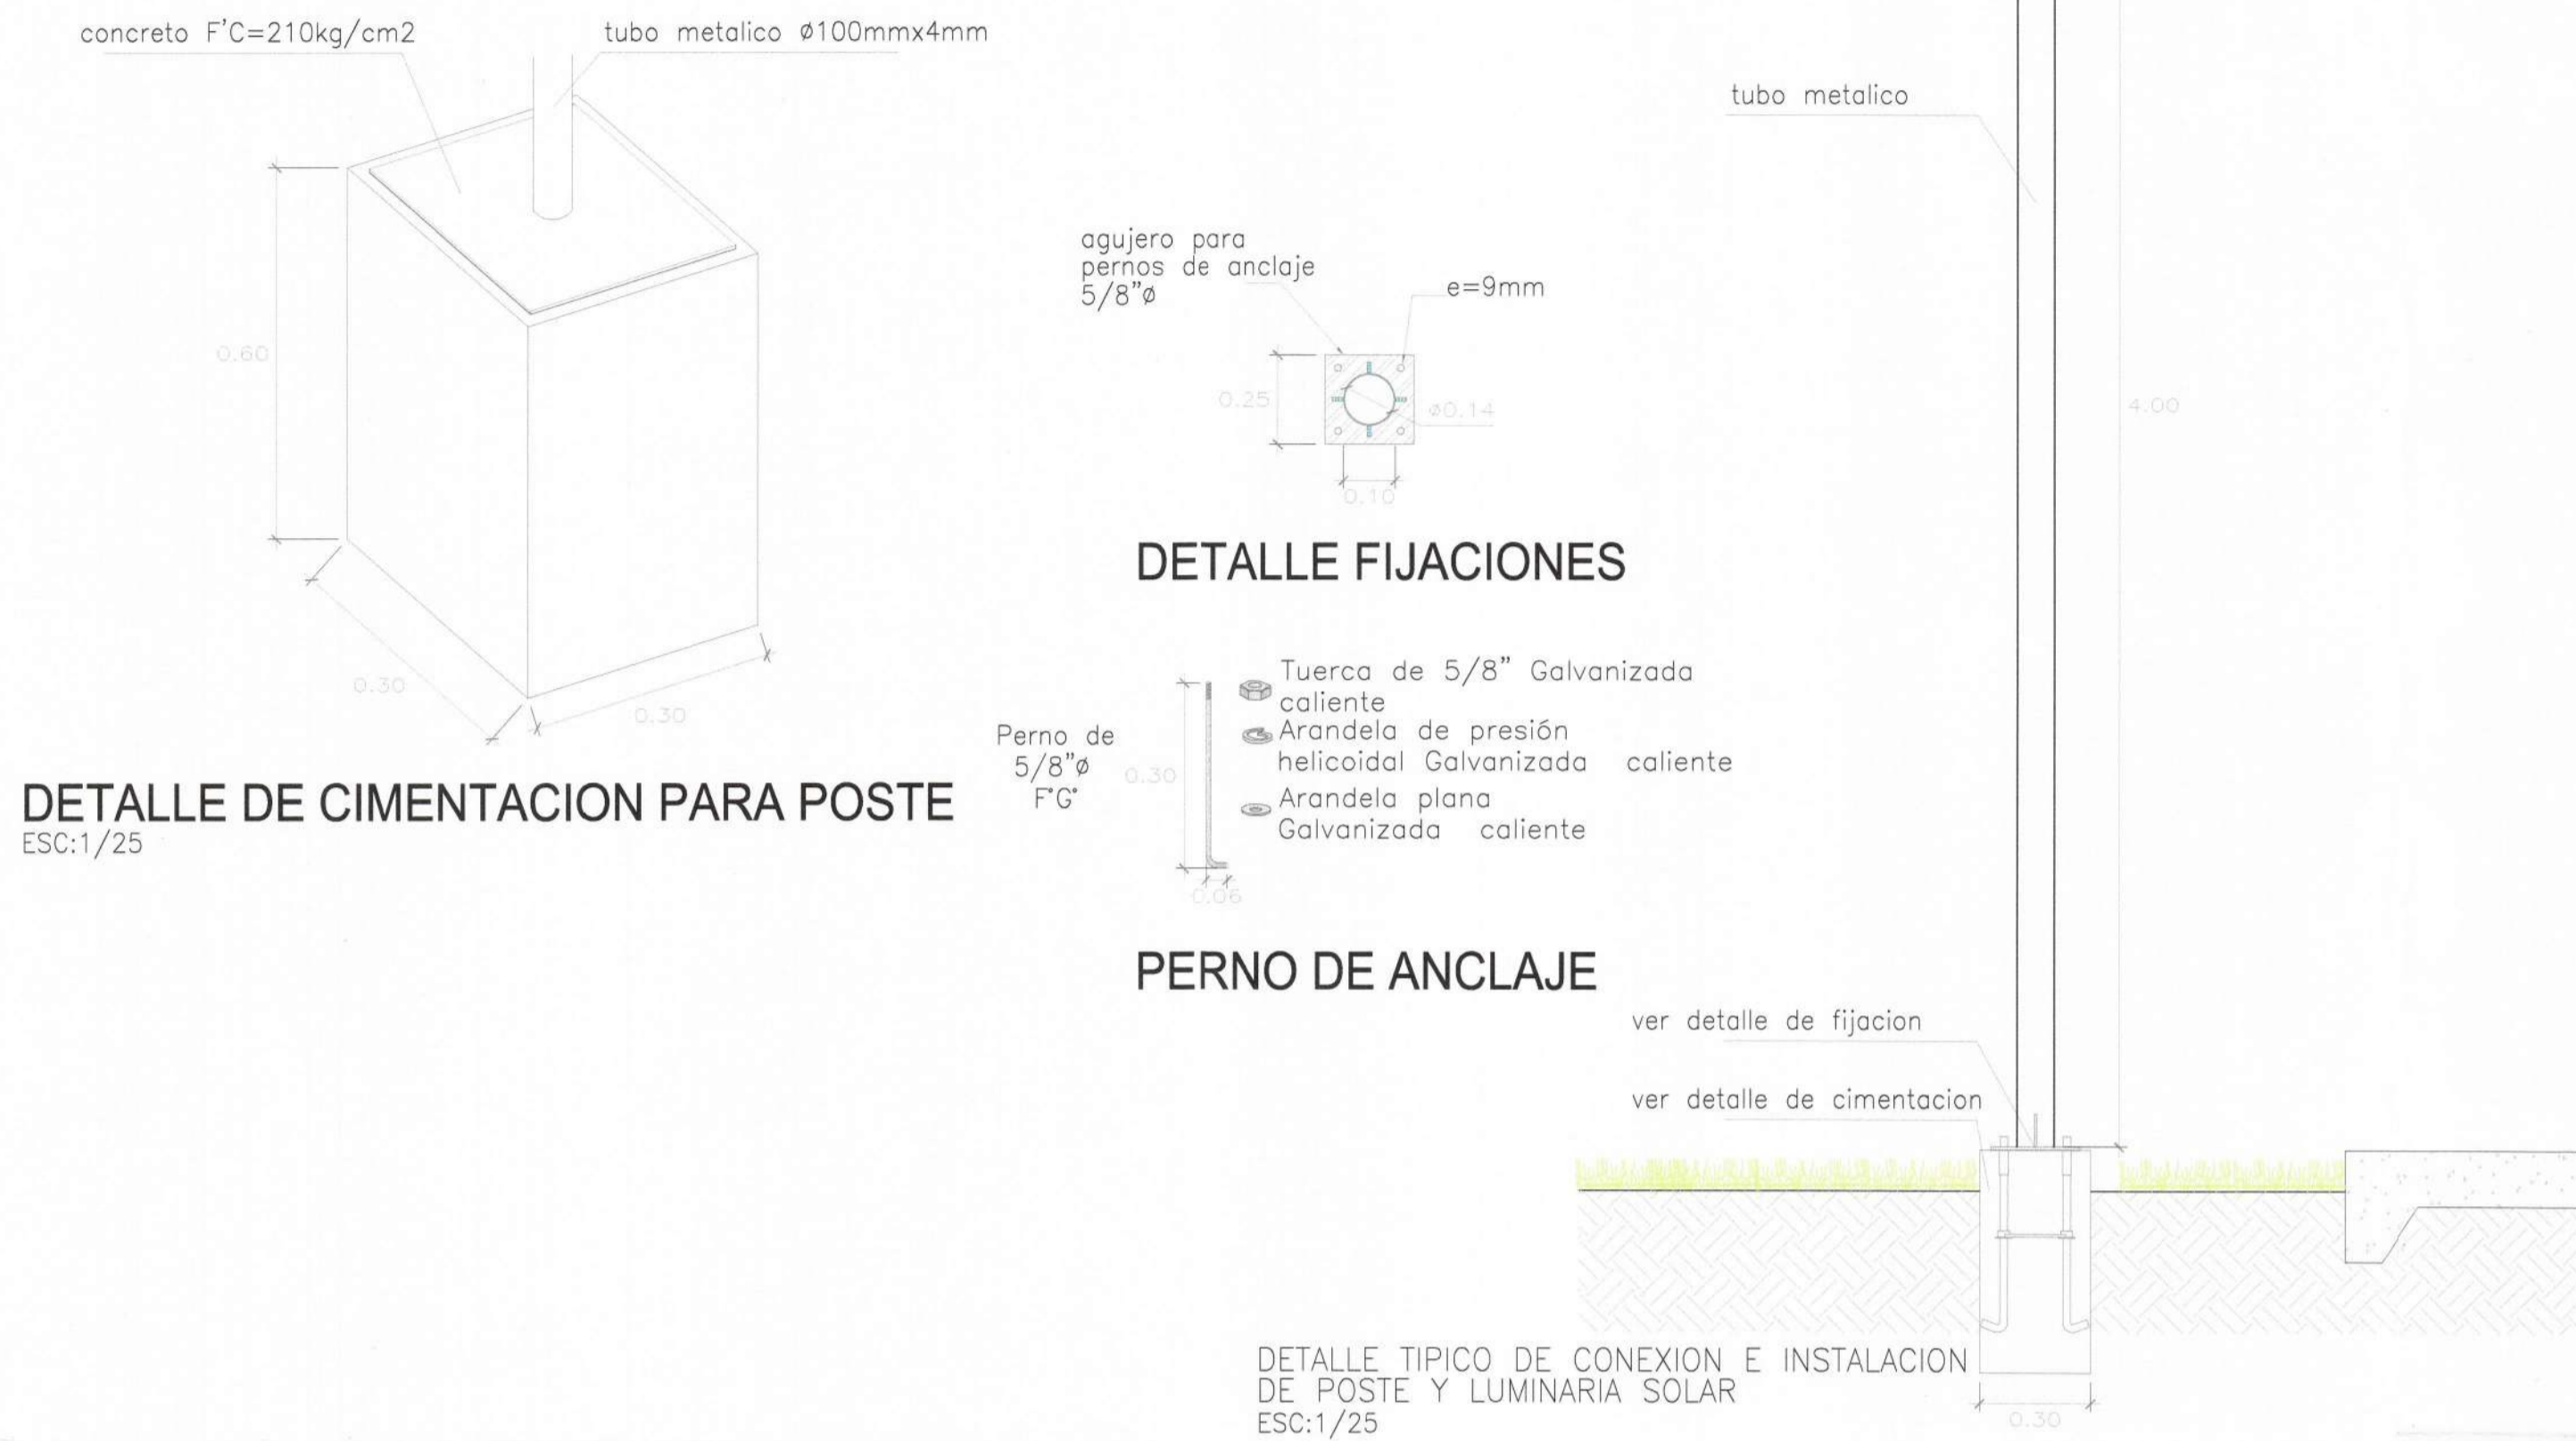 concreto F'C=210kg/cm2
tubo metalico Ø100mmx4mm
0.60
0.30
0.30
DETALLE DE CIMENTACION PARA POSTE
ESC:1/25
agujero para
pernos de anclaje
5/8"Ø
e=9mm
0.25
Ø0.14
0.10
DETALLE FIJACIONES
Perno de
5/8"Ø
F°G°
0.30
0.06
Tuerca de 5/8" Galvanizada
caliente
Arandela de presión
helicoidal Galvanizada caliente
Arandela plana
Galvanizada caliente
PERNO DE ANCLAJE
tubo metalico
4.00
ver detalle de fijacion
ver detalle de cimentacion
0.30
DETALLE TIPICO DE CONEXION E INSTALACION
DE POSTE Y LUMINARIA SOLAR
ESC:1/25